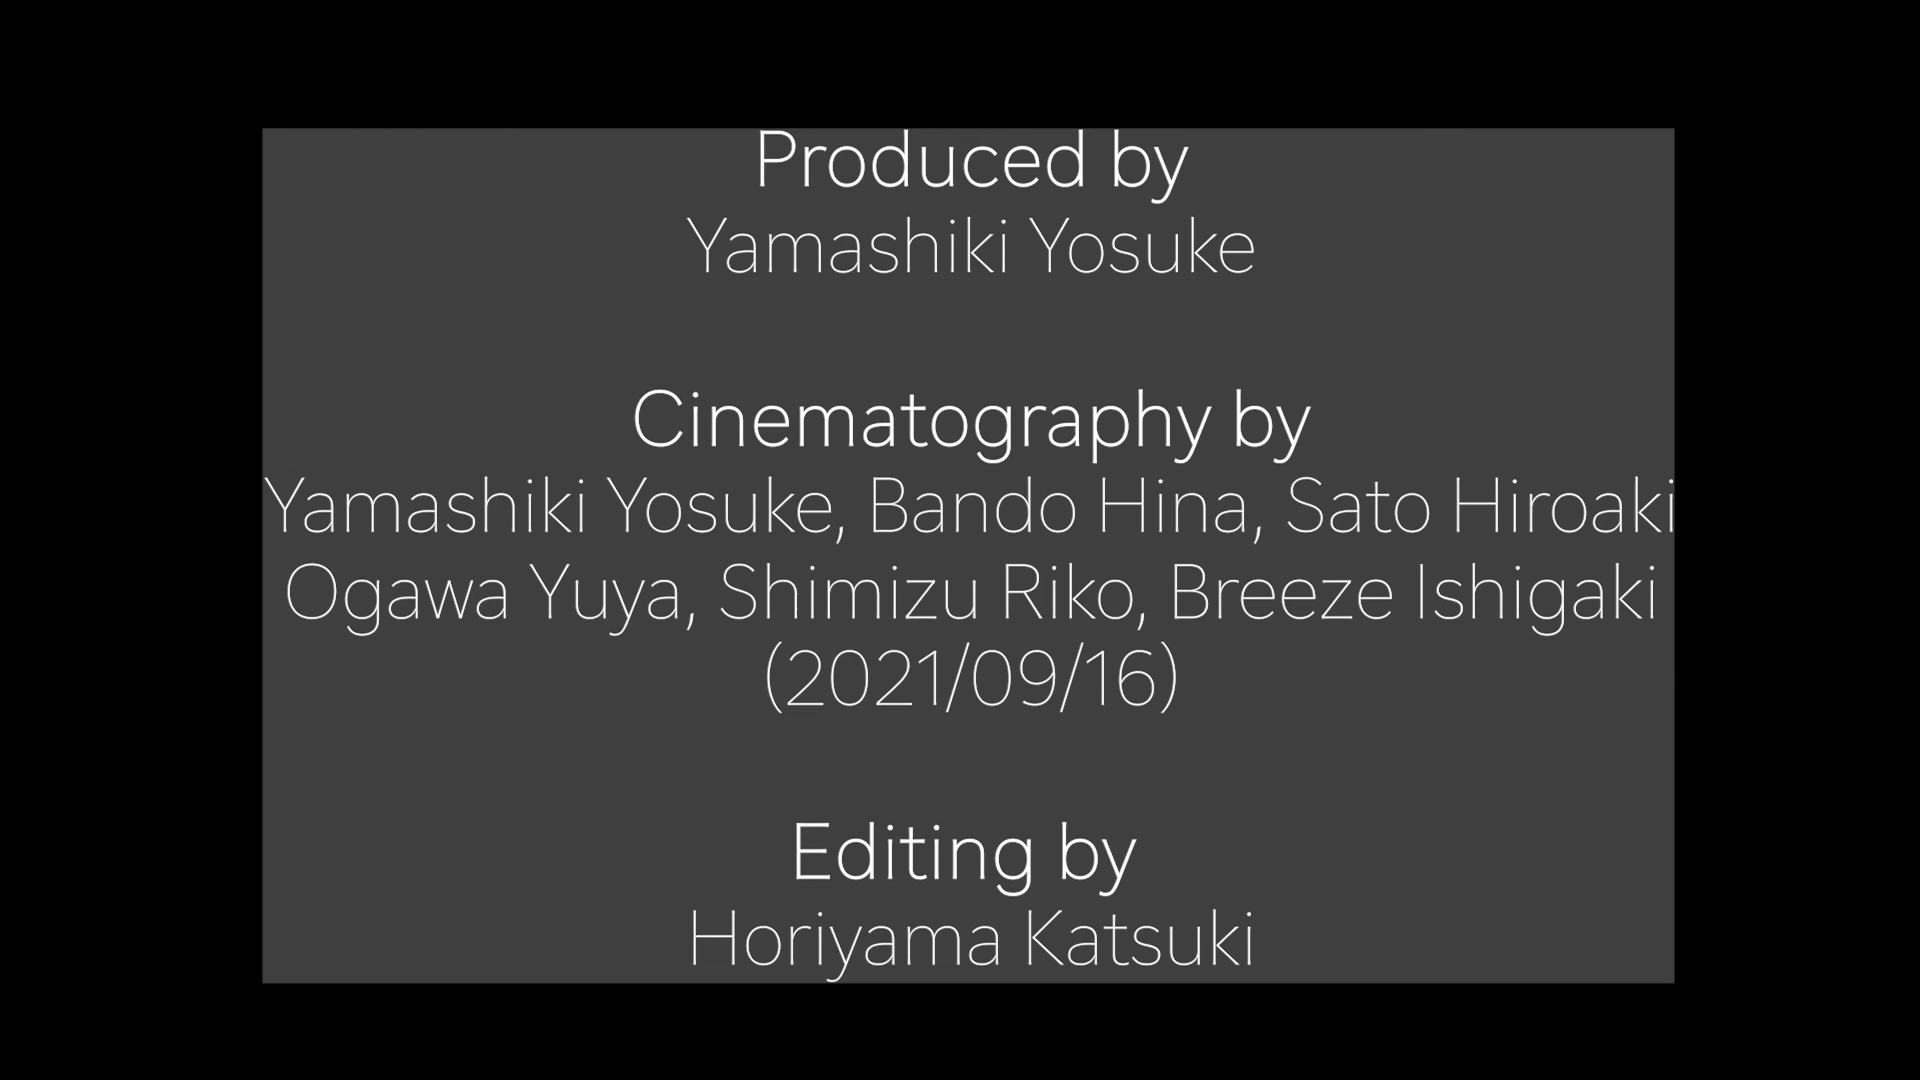 Produced by
Yamashiki Yosuke
Cinematography by
Yamashiki Yosuke, Bando Hina, Sato Hiroaki
Ogawa Yuya, Shimizu Riko, Breeze Ishigaki
(2021/09/16)
Editing by
Horiyama Katsuki